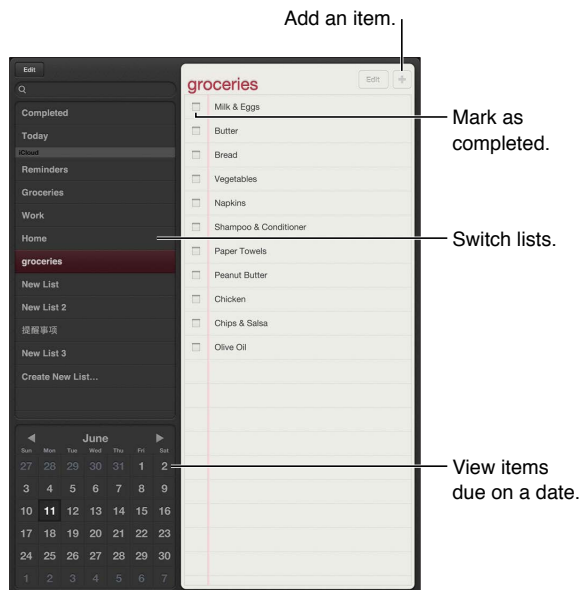 Add an item.
Edit
Completed
Today
iCloud
Reminders
Groceries
Work
Home
groceries
New List
New List 2
提醒事项
New List 3
Create New List...
◀ June ▶
Sun Mon Tue Wed Thu Fri Sat
27 28 29 30 31 1 2
3 4 5 6 7 8 9
10 11 12 13 14 15 16
17 18 19 20 21 22 23
24 25 26 27 28 29 30
1 2 3 4 5 6 7
groceries
Edit +
Milk & Eggs
Butter
Bread
Vegetables
Napkins
Shampoo & Conditioner
Paper Towels
Peanut Butter
Chicken
Chips & Salsa
Olive Oil
Mark as
completed.
Switch lists.
View items
due on a date.